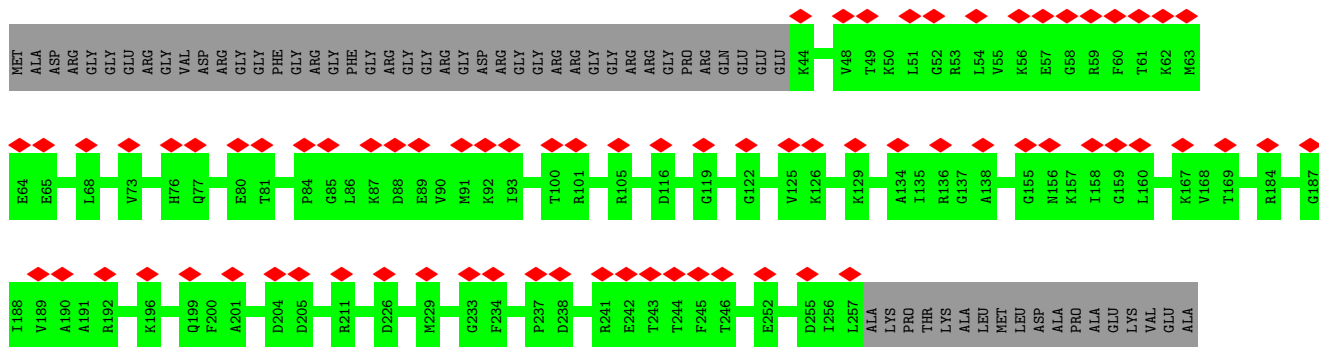 MET ALA ASP ARG GLY GLY GLU ARG GLY VAL ASP ARG GLY GLY PHE GLY ARG GLY PHE GLY ARG GLY GLY ARG GLY ASP ARG GLY GLY ARG ARG GLY GLY ARG ARG GLY PRO ARG GLN GLU GLU GLU K44 V48 T49 K50 L51 G52 R53 L54 V55 K56 E57 G58 R59 F60 T61 K62 M63
E64 E65 L68 V73 H76 Q77 E80 T81 P84 G85 L86 K87 D88 E89 V90 M91 K92 I93 T100 R101 R105 D116 G119 G122 V125 K126 K129 A134 I135 R136 G137 A138 G155 N156 K157 I158 G159 L160 K167 V168 T169 R184 G187
I188 V189 A190 A191 R192 K196 Q199 F200 A201 D204 D205 R211 D226 M229 G233 F234 P237 D238 R241 E242 T243 T244 F245 T246 E252 D255 I256 L257 ALA LYS PRO THR LYS ALA LEU MET LEU ASP ALA PRO ALA GLU LYS VAL GLU ALA